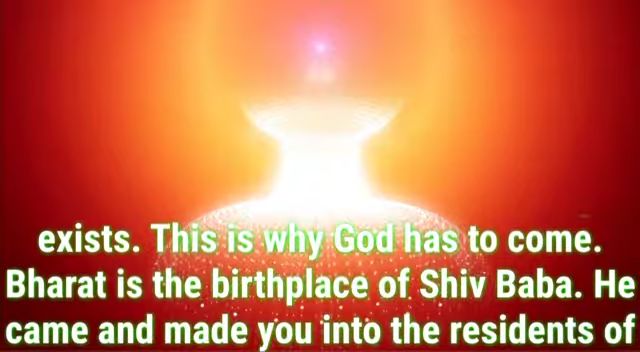 exists. This is why God has to come.
Bharat is the birthplace of Shiv Baba. He
came and made you into the residents of